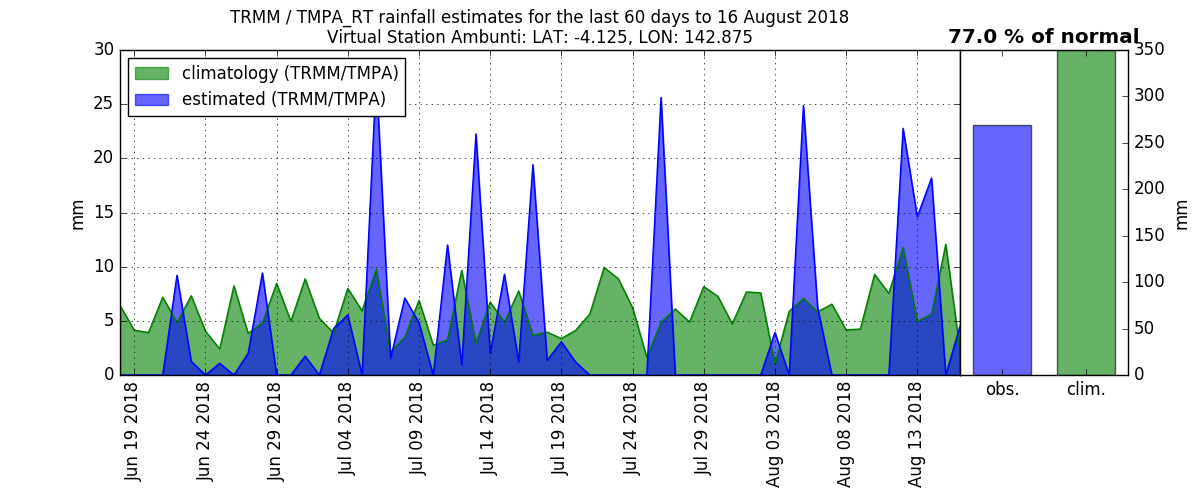 TRMM / TMPA_RT rainfall estimates for the last 60 days to 16 August 2018
Virtual Station Ambunti: LAT: -4.125, LON: 142.875
77.0 % of normal
climatology (TRMM/TMPA)
estimated (TRMM/TMPA)
30
25
20
15
10
5
0
mm
350
300
250
200
150
100
50
0
mm
Jun 19 2018
Jun 24 2018
Jun 29 2018
Jul 04 2018
Jul 09 2018
Jul 14 2018
Jul 19 2018
Jul 24 2018
Jul 29 2018
Aug 03 2018
Aug 08 2018
Aug 13 2018
obs.
clim.